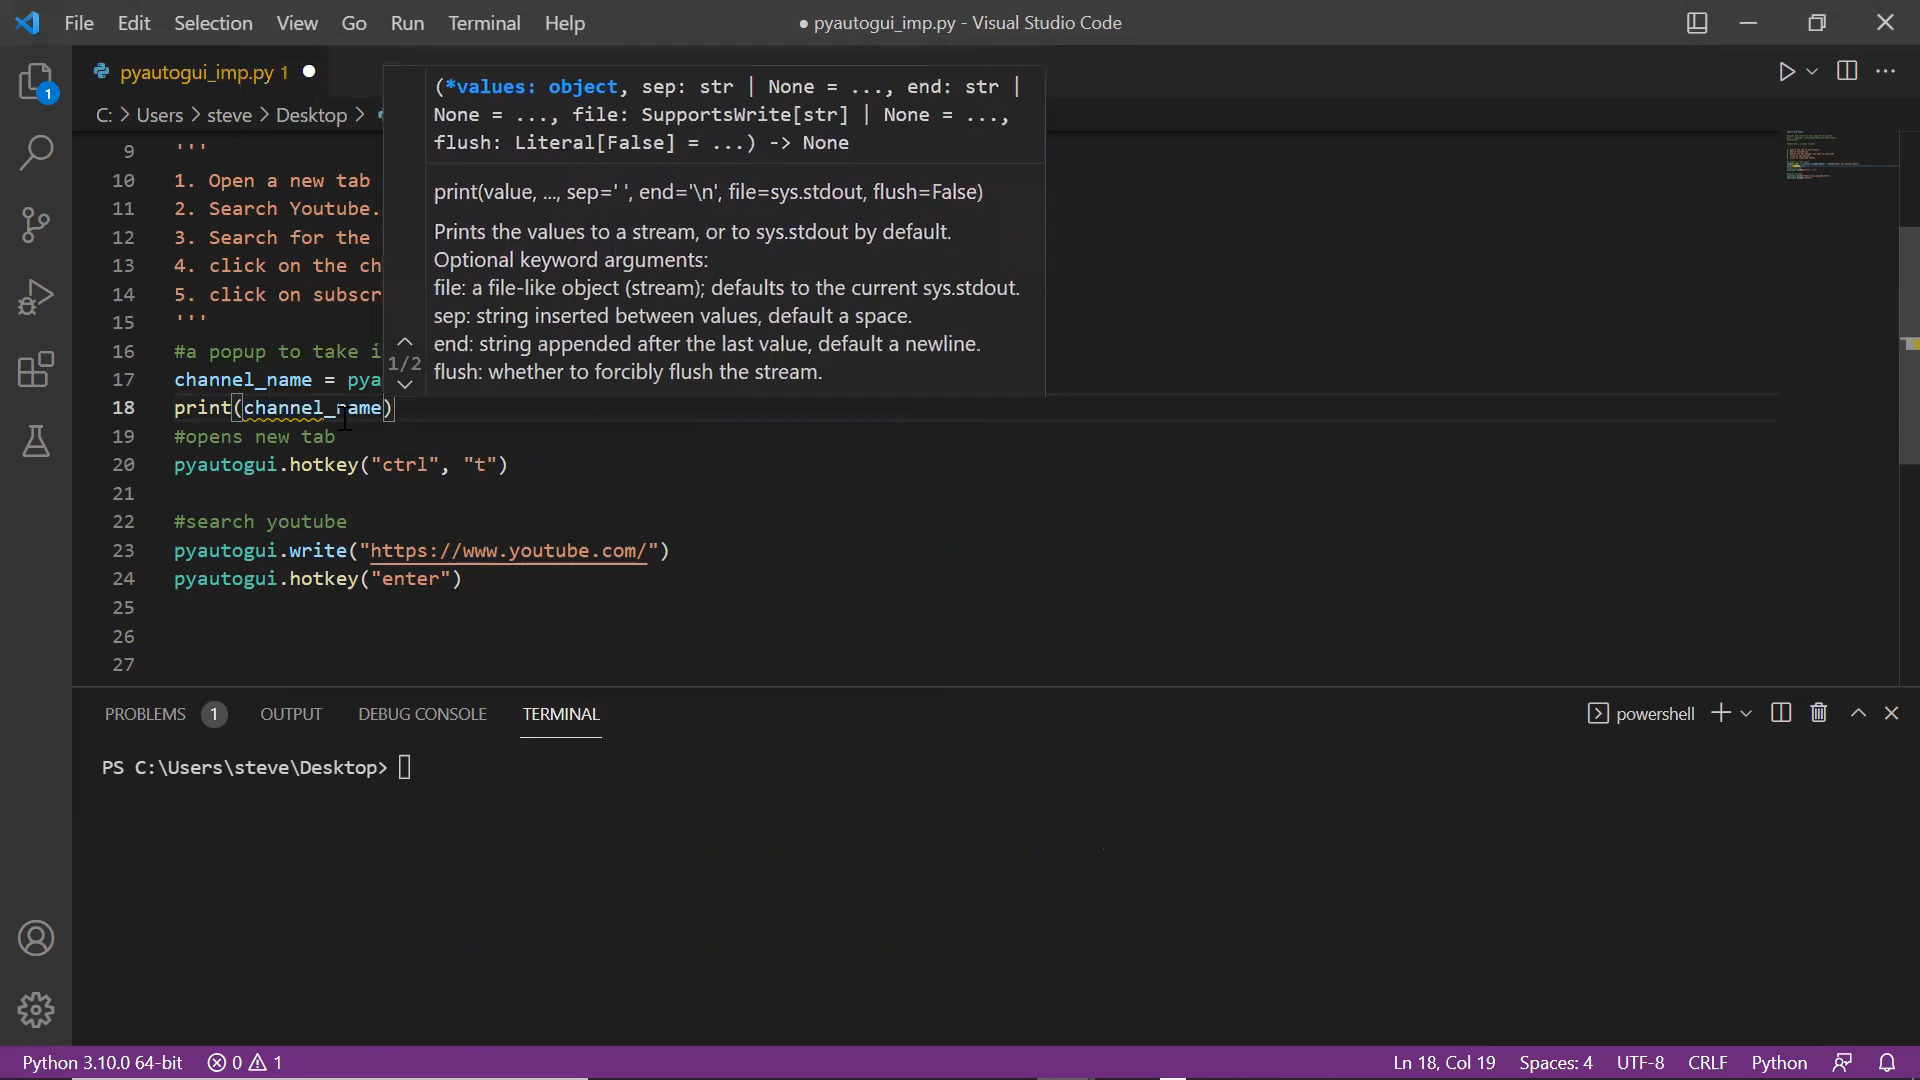 File Edit Selection View Go Run Terminal Help ● pyautogui_imp.py - Visual Studio Code
pyautogui_imp.py 1
C: > Users > steve > Desktop >
(*values: object, sep: str | None = ..., end: str |
None = ..., file: SupportsWrite[str] | None = ...,
flush: Literal[False] = ...) -> None
print(value, ..., sep=' ', end='\n', file=sys.stdout, flush=False)
Prints the values to a stream, or to sys.stdout by default.
Optional keyword arguments:
file: a file-like object (stream); defaults to the current sys.stdout.
sep: string inserted between values, default a space.
end: string appended after the last value, default a newline.
flush: whether to forcibly flush the stream.
1/2
9 '''
10 1. Open a new tab
11 2. Search Youtube.
12 3. Search for the
13 4. click on the ch
14 5. click on subscr
15 '''
16 #a popup to take i
17 channel_name = pya
18 print(channel_name)
19 #opens new tab
20 pyautogui.hotkey("ctrl", "t")
21
22 #search youtube
23 pyautogui.write("https://www.youtube.com/")
24 pyautogui.hotkey("enter")
25
26
27
PROBLEMS 1 OUTPUT DEBUG CONSOLE TERMINAL powershell
PS C:\Users\steve\Desktop>
Python 3.10.0 64-bit 0 1 Ln 18, Col 19 Spaces: 4 UTF-8 CRLF Python
1